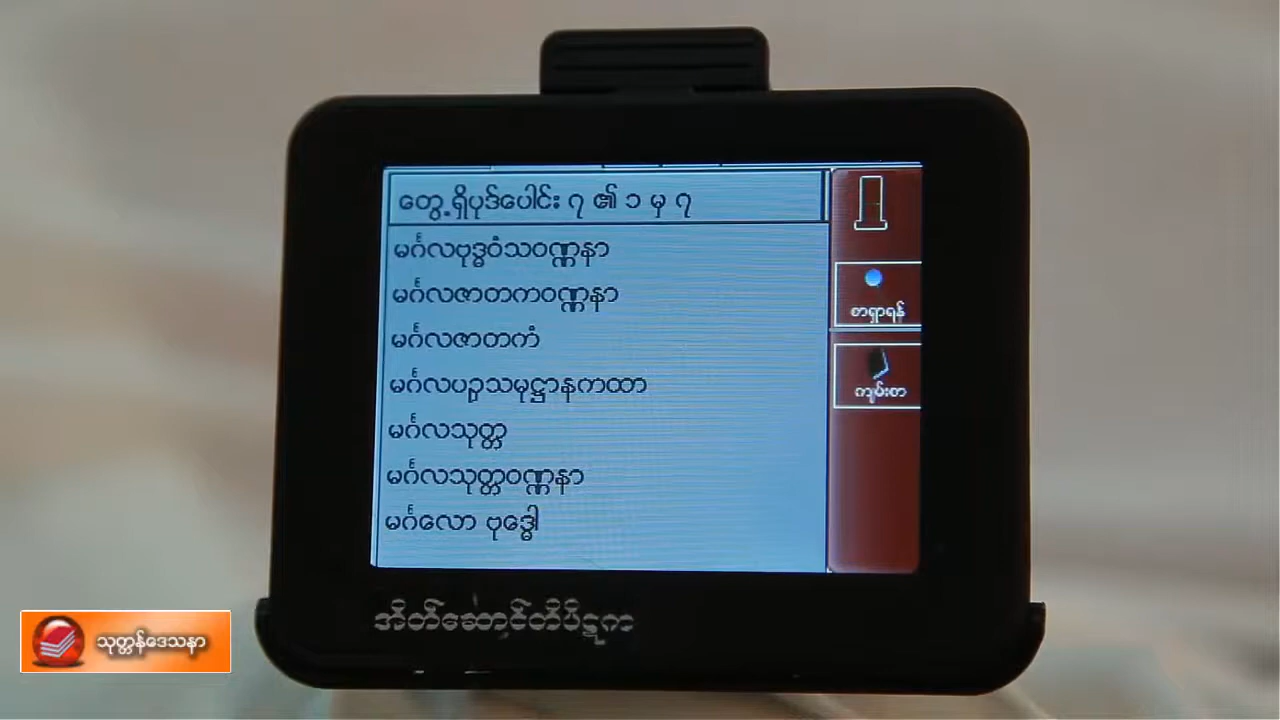 တွေ့ရှိပုဒ်ပေါင်း ၇ ၏ ၁ မှ ၇
မင်္ဂလဗုဒ္ဓဝံသဝဏ္ဏနာ
မင်္ဂလဇာတကဝဏ္ဏနာ
မင်္ဂလဇာတကံ
မင်္ဂလပဉှသမုဋ္ဌာနကထာ
မင်္ဂလသုတ္တ
မင်္ဂလသုတ္တဝဏ္ဏနာ
မင်္ဂလော ဗုဒ္ဓေါ
စာရှာရန်
ကျမ်းစာ
အိတ်ဆောင်တိပိဋက
သုတ္တန်ဒေသနာ